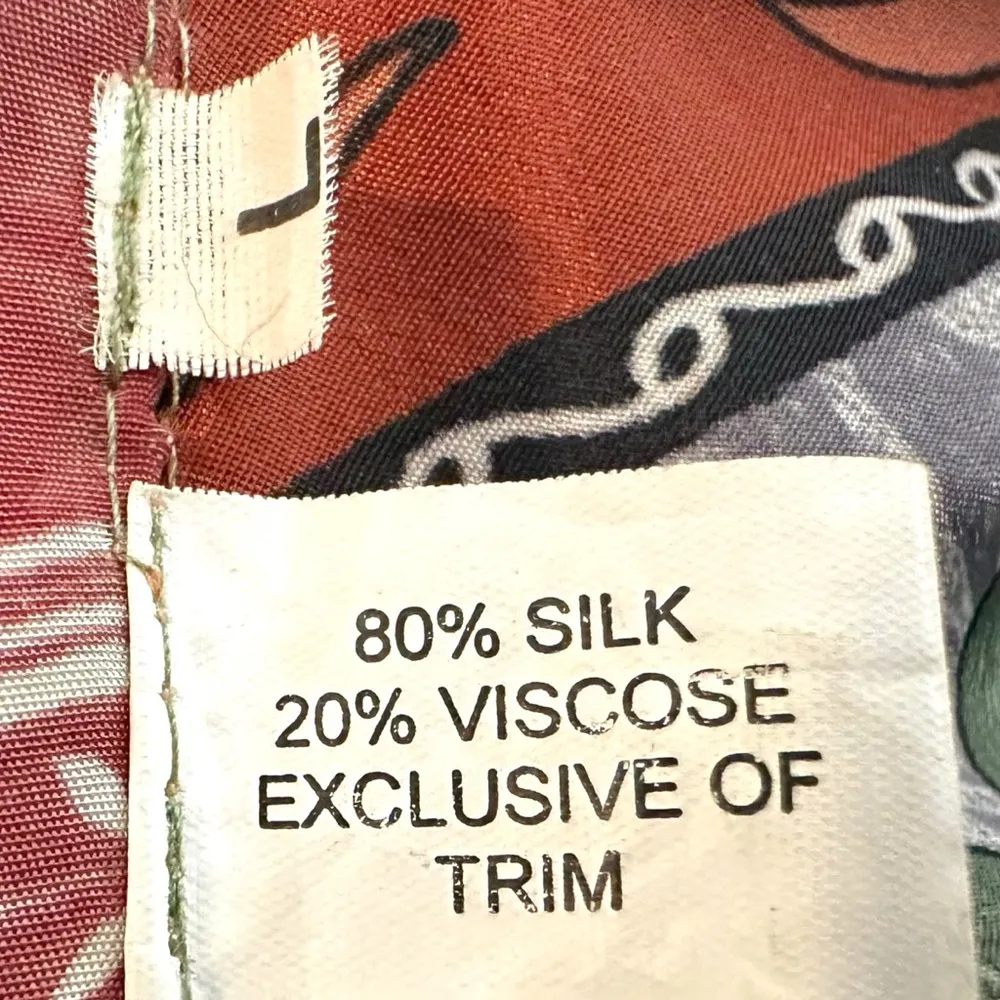 L
80% SILK
20% VISCOSE
EXCLUSIVE OF
TRIM